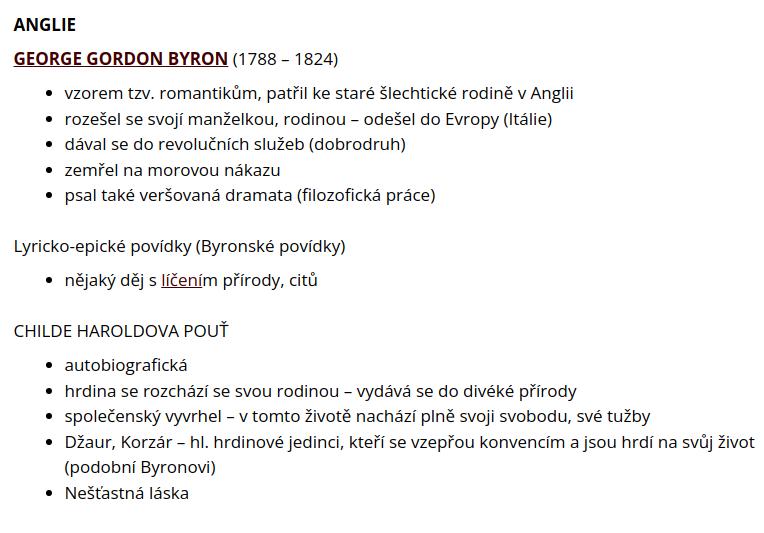 ANGLIE
GEORGE GORDON BYRON (1788 – 1824)
• vzorem tzv. romantikům, patřil ke staré šlechtické rodině v Anglii
• rozešel se svojí manželkou, rodinou – odešel do Evropy (Itálie)
• dával se do revolučních služeb (dobrodruh)
• zemřel na morovou nákazu
• psal také veršovaná dramata (filozofická práce)
Lyricko-epické povídky (Byronské povídky)
• nějaký děj s líčením přírody, citů
CHILDE HAROLDOVA POUŤ
• autobiografická
• hrdina se rozchází se svou rodinou – vydává se do divéké přírody
• společenský vyvrhel – v tomto životě nachází plně svoji svobodu, své tužby
• Džaur, Korzár – hl. hrdinové jedinci, kteří se vzepřou konvencím a jsou hrdí na svůj život
(podobní Byronovi)
• Nešťastná láska